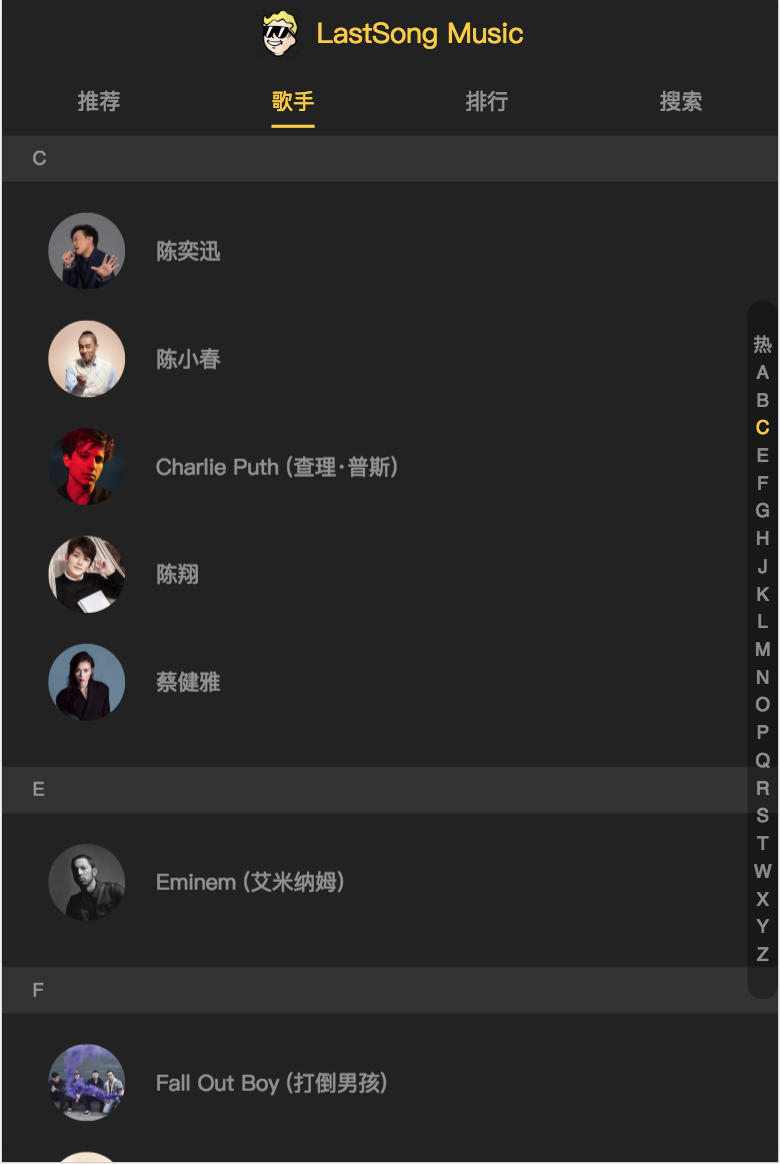 LastSong Music
推荐 歌手 排行 搜索
C
陈奕迅
陈小春
Charlie Puth (查理·普斯)
陈翔
蔡健雅
E
Eminem (艾米纳姆)
F
Fall Out Boy (打倒男孩)
热
A
B
C
E
F
G
H
J
K
L
M
N
O
P
Q
R
S
T
W
X
Y
Z